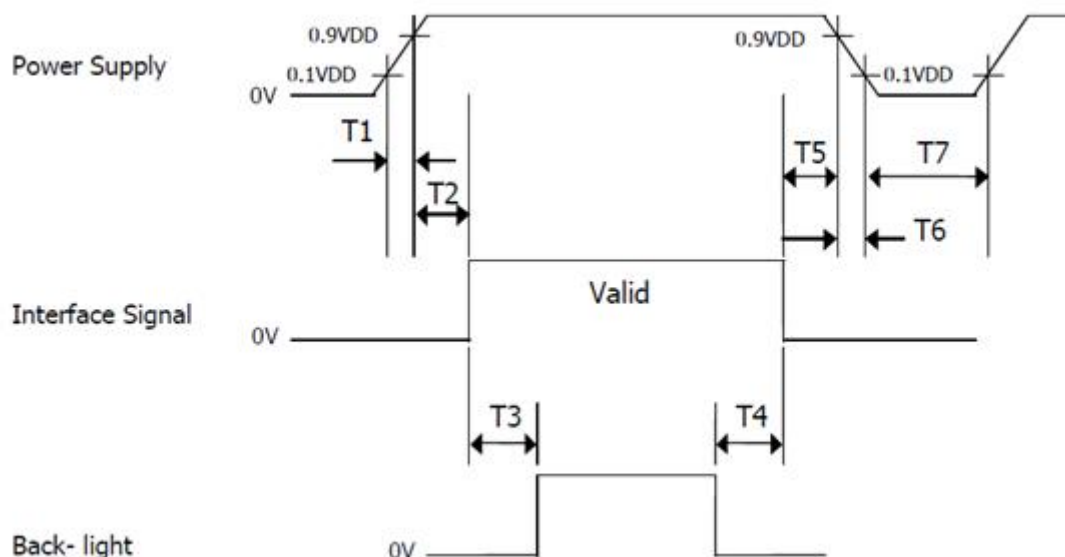 0.9VDD
0.9VDD
Power Supply
0.1VDD
0.1VDD
0V
T1
T5
T7
T2
T6
Valid
Interface Signal
0V
T3
T4
Back- light
0V